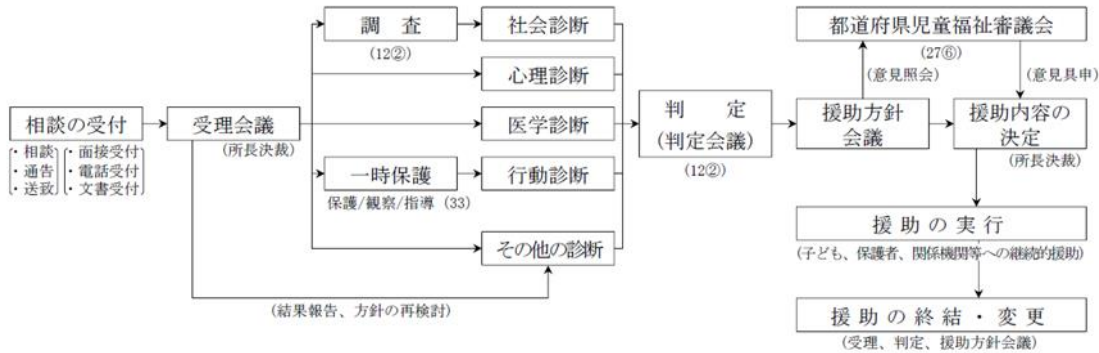 調 査
(12②)
社会診断
心理診断
医学診断
行動診断
その他の診断
相談の受付
・相談
・通告
・送致
・面接受付
・電話受付
・文書受付
受理会議
(所長決裁)
一時保護
保護/観察/指導 (33)
(結果報告、方針の再検討)
判 定
(判定会議)
(12②)
都道府県児童福祉審議会
(27⑥)
(意見照会)
(意見具申)
援助方針
会議
援助内容の
決定
(所長決裁)
援 助 の 実 行
(子ども、保護者、関係機関等への継続的援助)
援 助 の 終 結 ・ 変 更
(受理、判定、援助方針会議)